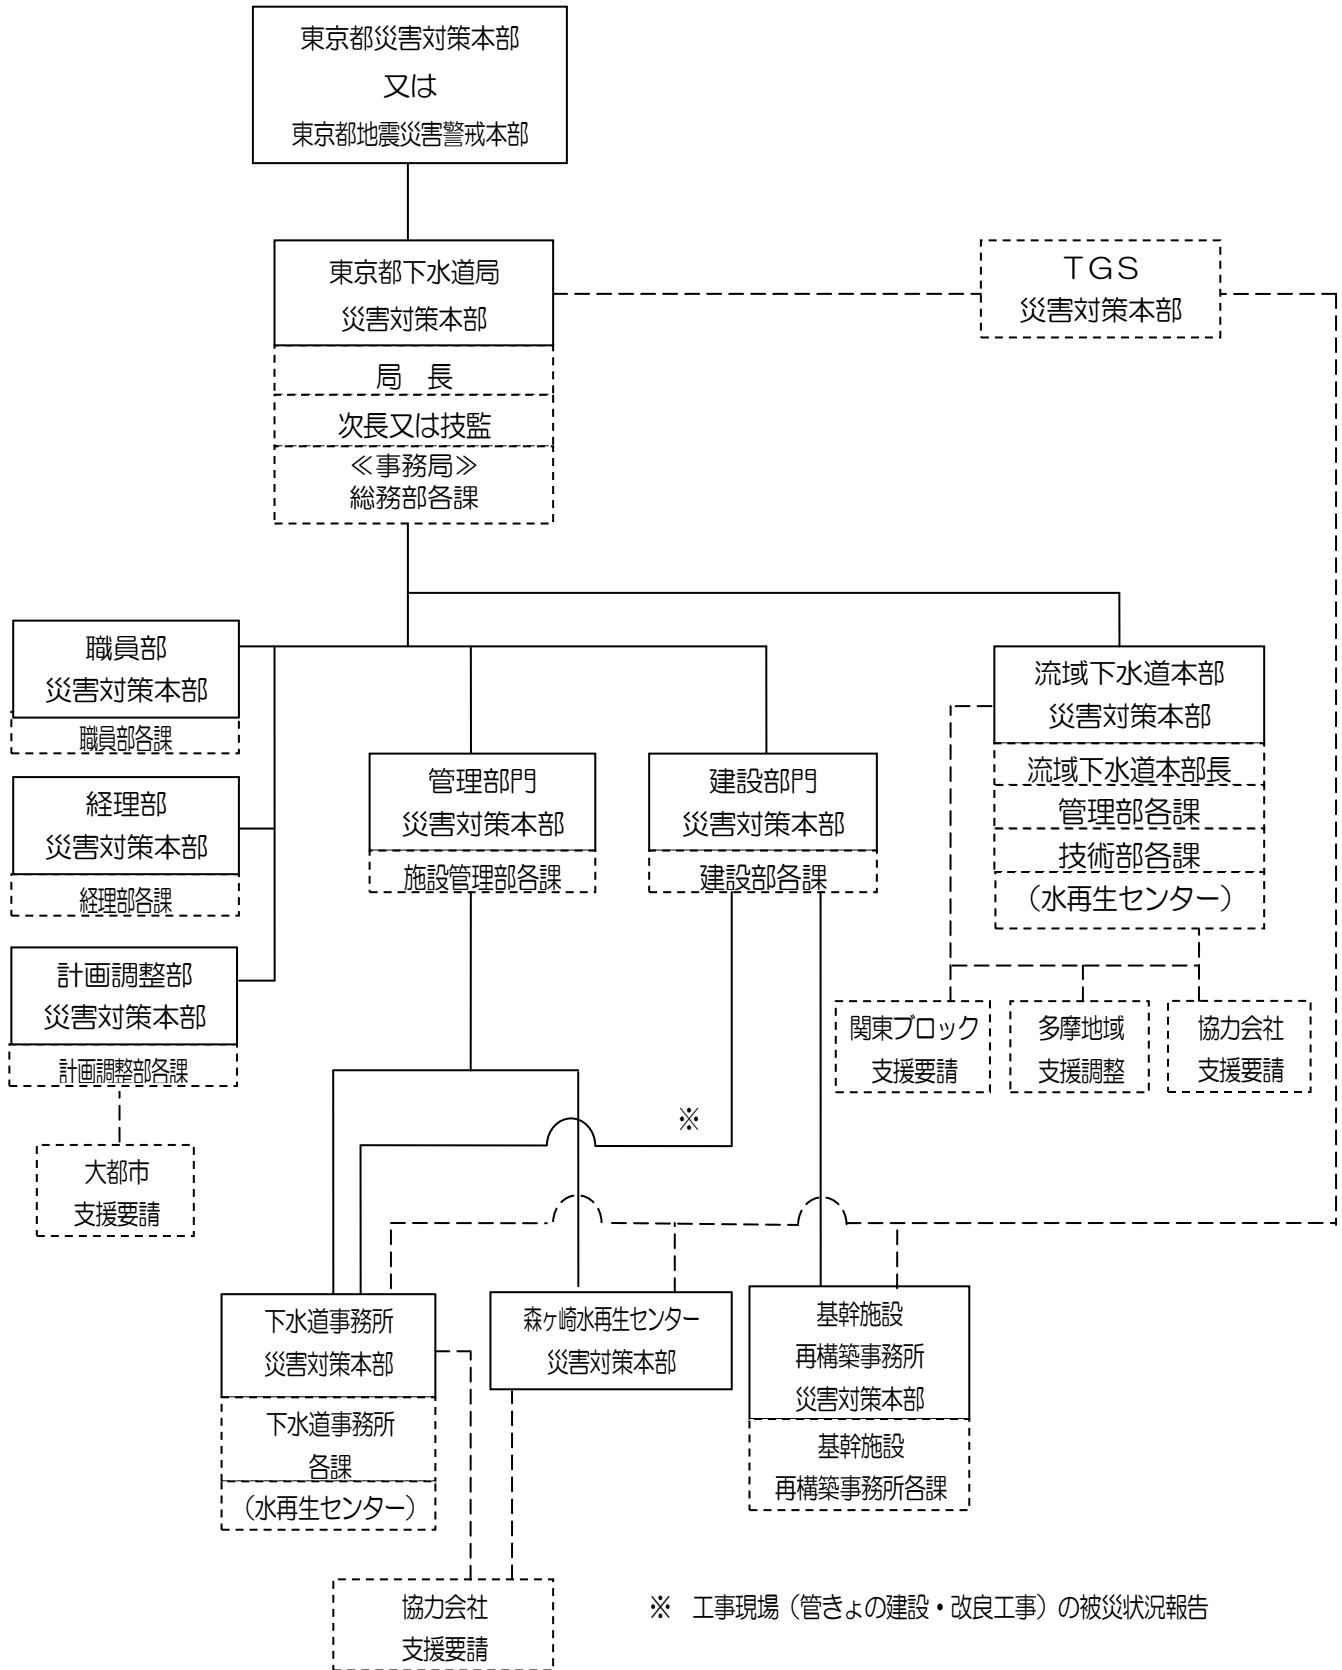 東京都災害対策本部
又は
東京都地震災害警戒本部
東京都下水道局
災害対策本部
局　長
次長又は技監
≪事務局≫
総務部各課
ＴＧＳ
災害対策本部
職員部
災害対策本部
職員部各課
経理部
災害対策本部
経理部各課
計画調整部
災害対策本部
計画調整部各課
大都市
支援要請
管理部門
災害対策本部
施設管理部各課
建設部門
災害対策本部
建設部各課
流域下水道本部
災害対策本部
流域下水道本部長
管理部各課
技術部各課
（水再生センター）
関東ブロック
支援要請
多摩地域
支援調整
協力会社
支援要請
※
下水道事務所
災害対策本部
下水道事務所
各課
（水再生センター）
森ヶ崎水再生センター
災害対策本部
基幹施設
再構築事務所
災害対策本部
基幹施設
再構築事務所各課
協力会社
支援要請
※　工事現場（管きょの建設・改良工事）の被災状況報告